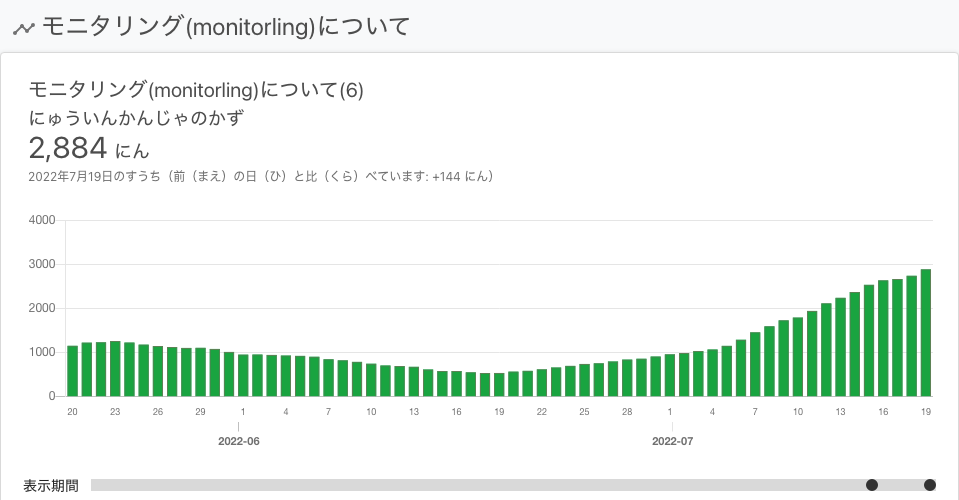 モニタリング(monitorling)について
モニタリング(monitorling)について(6)
にゅういんかんじゃのかず
2,884 にん
2022年7月19日のすうち（前（まえ）の日（ひ）と比（くら）べています: +144 にん）
4000
3000
2000
1000
0
20 23 26 29 1 4 7 10 13 16 19 22 25 28 1 4 7 10 13 16 19
2022-06 2022-07
表示期間